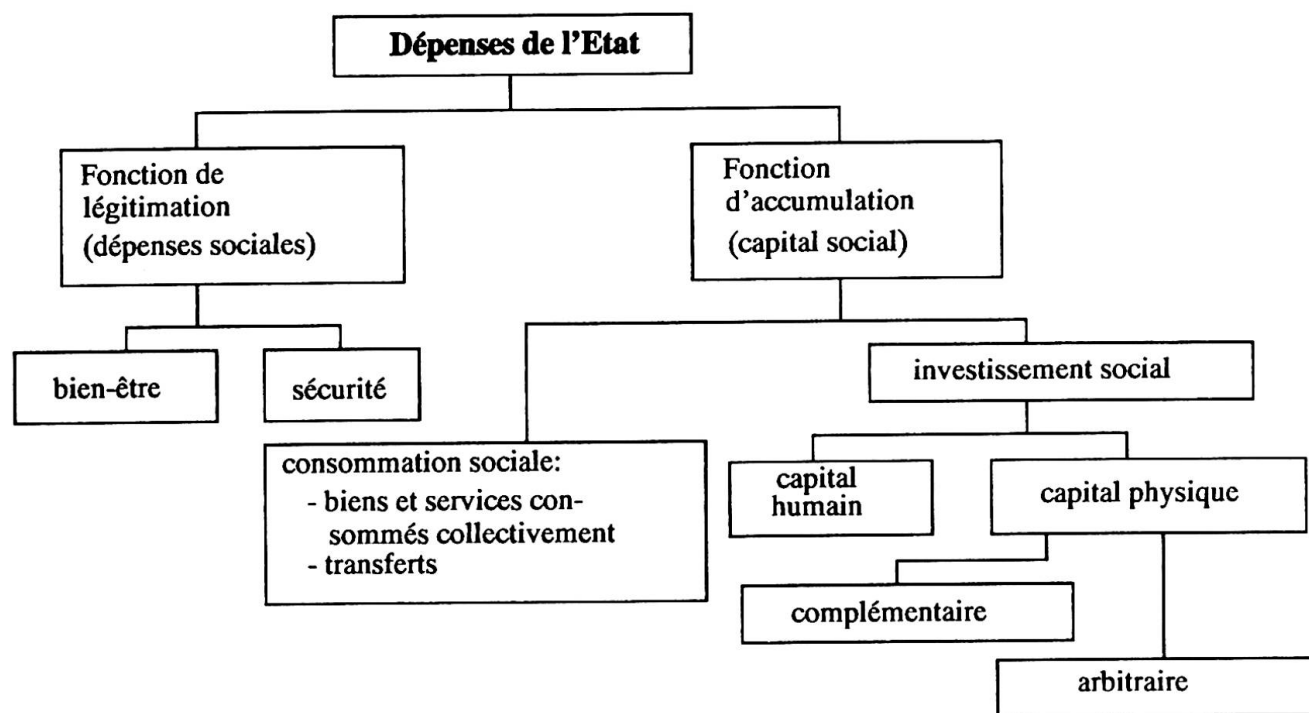 Dépenses de l'Etat
Fonction de
légitimation
(dépenses sociales)
Fonction
d'accumulation
(capital social)
bien-être
sécurité
investissement social
consommation sociale:
- biens et services con-
sommés collectivement
- transferts
capital
humain
capital physique
complémentaire
arbitraire